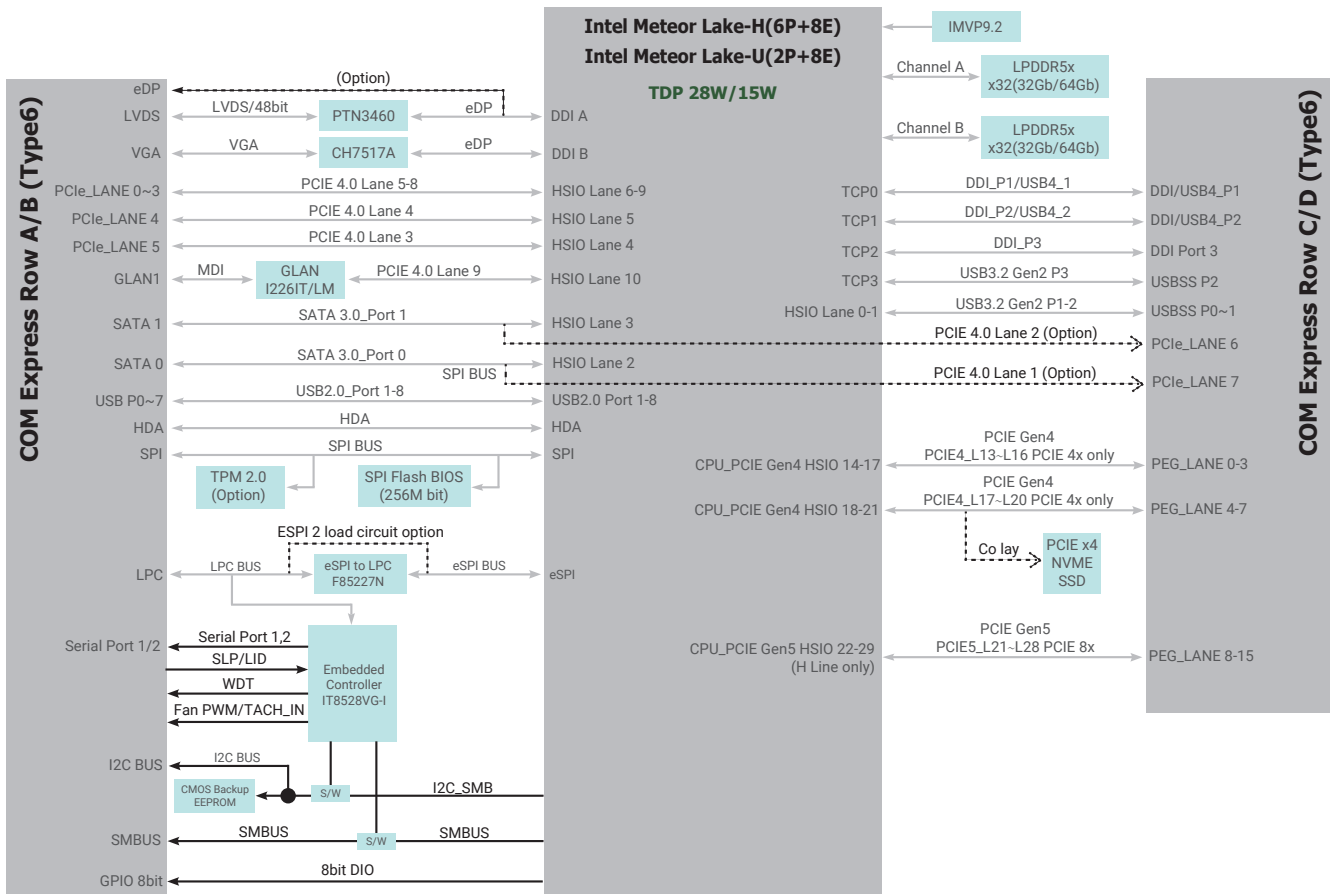 Intel Meteor Lake-H(6P+8E)
Intel Meteor Lake-U(2P+8E)
TDP 28W/15W
IMVP9.2
Channel A
LPDDR5x
x32(32Gb/64Gb)
Channel B
LPDDR5x
x32(32Gb/64Gb)
COM Express Row A/B (Type6)
eDP
(Option)
LVDS
LVDS/48bit
PTN3460
eDP
DDI A
VGA
VGA
CH7517A
eDP
DDI B
PCIe_LANE 0~3
PCIE 4.0 Lane 5-8
HSIO Lane 6-9
PCIe_LANE 4
PCIE 4.0 Lane 4
HSIO Lane 5
PCIe_LANE 5
PCIE 4.0 Lane 3
HSIO Lane 4
GLAN1
MDI
GLAN
I226IT/LM
PCIE 4.0 Lane 9
HSIO Lane 10
SATA 1
SATA 3.0_Port 1
HSIO Lane 3
SATA 0
SATA 3.0_Port 0
HSIO Lane 2
SPI BUS
USB P0~7
USB2.0_Port 1-8
USB2.0 Port 1-8
HDA
HDA
HDA
SPI
SPI BUS
SPI
TPM 2.0
(Option)
SPI Flash BIOS
(256M bit)
ESPI 2 load circuit option
LPC
LPC BUS
eSPI to LPC
F85227N
eSPI BUS
eSPI
Serial Port 1/2
Serial Port 1,2
SLP/LID
WDT
Fan PWM/TACH_IN
Embedded
Controller
IT8528VG-I
I2C BUS
I2C BUS
CMOS Backup
EEPROM
S/W
I2C_SMB
SMBUS
SMBUS
S/W
SMBUS
GPIO 8bit
8bit DIO
TCP0
DDI_P1/USB4_1
DDI/USB4_P1
TCP1
DDI_P2/USB4_2
DDI/USB4_P2
TCP2
DDI_P3
DDI Port 3
TCP3
USB3.2 Gen2 P3
USBSS P2
HSIO Lane 0-1
USB3.2 Gen2 P1-2
USBSS P0~1
PCIE 4.0 Lane 2 (Option)
PCIe_LANE 6
PCIE 4.0 Lane 1 (Option)
PCIe_LANE 7
CPU_PCIE Gen4 HSIO 14-17
PCIE Gen4
PCIE4_L13~L16 PCIE 4x only
PEG_LANE 0-3
CPU_PCIE Gen4 HSIO 18-21
PCIE Gen4
PCIE4_L17~L20 PCIE 4x only
PEG_LANE 4-7
Co lay
PCIE x4
NVME
SSD
CPU_PCIE Gen5 HSIO 22-29
(H Line only)
PCIE Gen5
PCIE5_L21~L28 PCIE 8x
PEG_LANE 8-15
COM Express Row C/D (Type6)